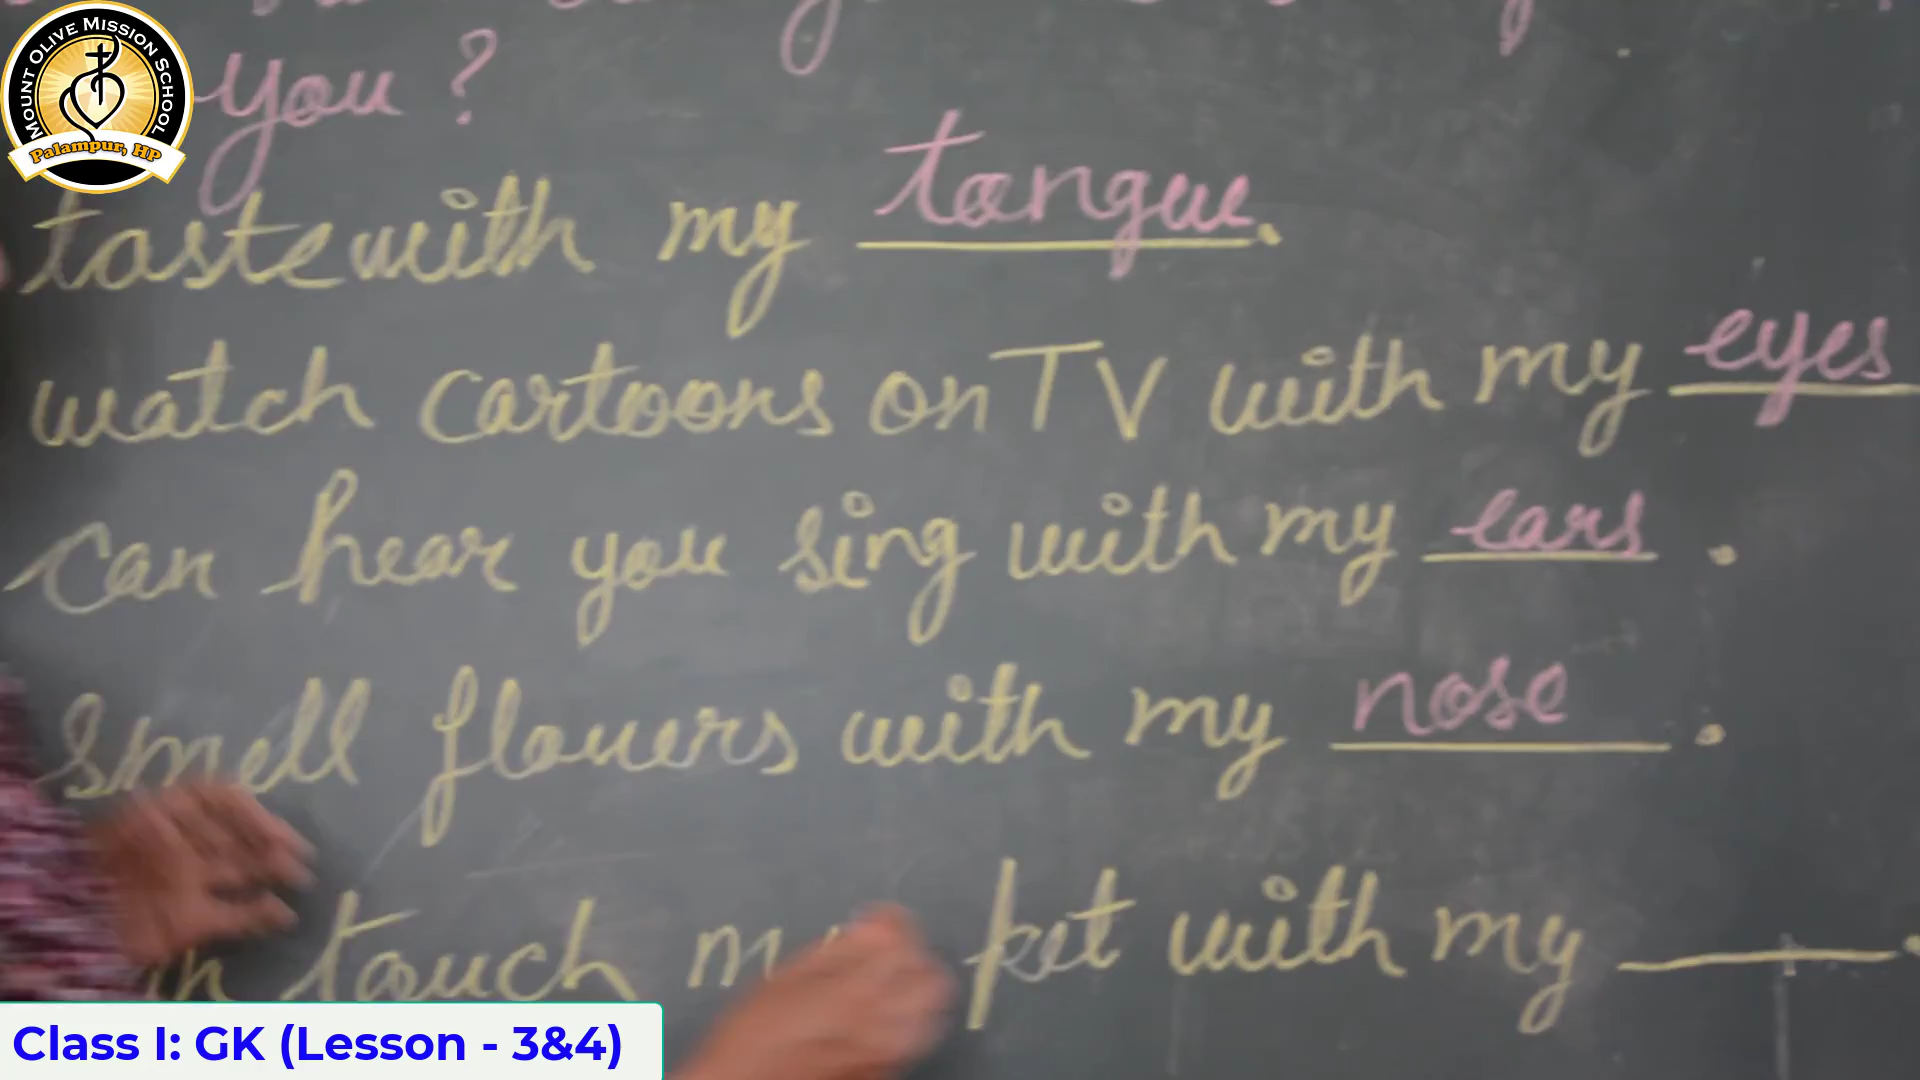 MOUNT OLIVE MISSION SCHOOL
Palampur, HP
you ?
taste with my tongue.
watch cartoons on TV with my eyes
can hear you sing with my ears .
smell flowers with my nose .
touch pet with my ______.
Class I: GK (Lesson - 3&4)